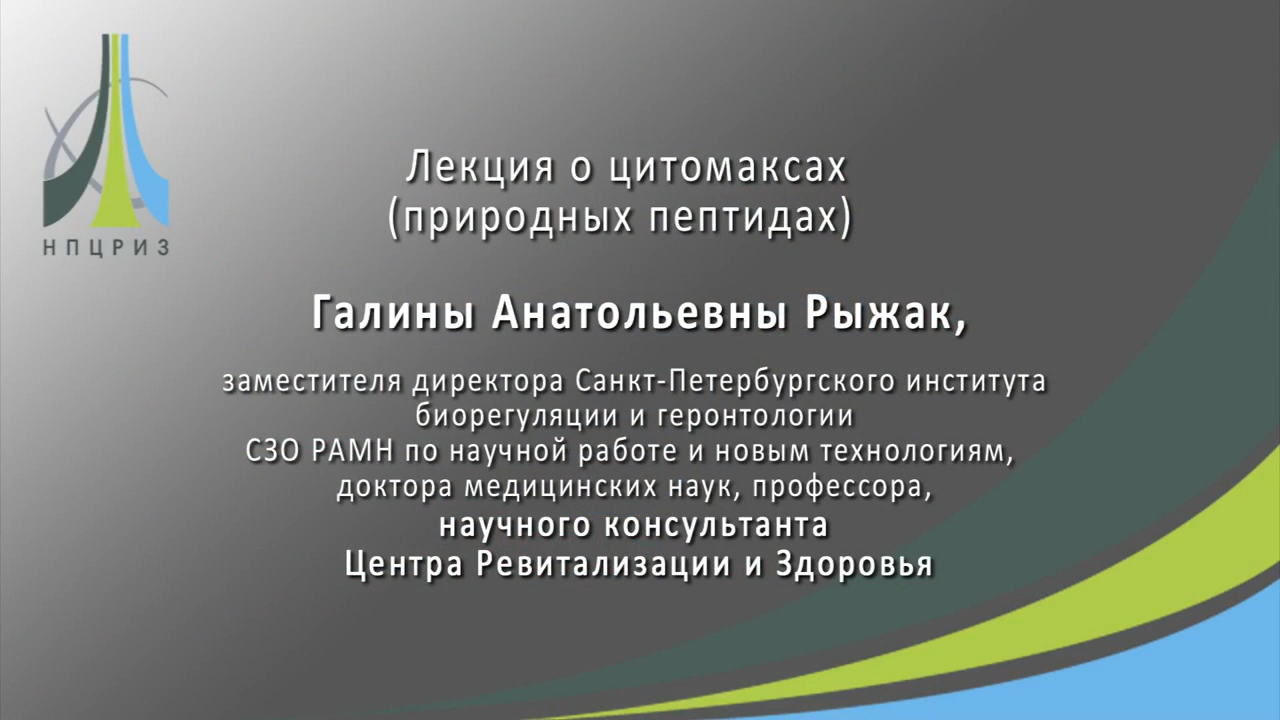 НПЦРИЗ
Лекция о цитомаксах
(природных пептидах)
Галины Анатольевны Рыжак,
заместителя директора Санкт-Петербургского института
биорегуляции и геронтологии
СЗО РАМН по научной работе и новым технологиям,
доктора медицинских наук, профессора,
научного консультанта
Центра Ревитализации и Здоровья